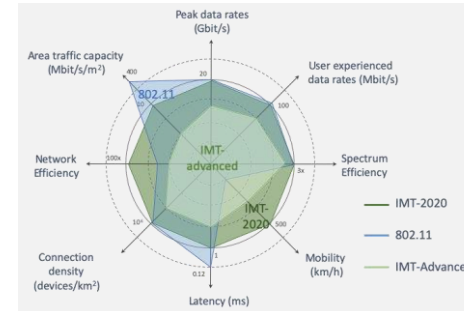 Peak data rates
(Gbit/s)
Area traffic capacity
(Mbit/s/m²)
400
20
User experienced
data rates (Mbit/s)
802.11
10
100
IMT-
advanced
Network
Efficiency
100x
Spectrum
Efficiency
3x
IMT-
2020
500
IMT-2020
802.11
IMT-Advance
Connection
density
(devices/km²)
Mobility
(km/h)
1
0.12
Latency (ms)